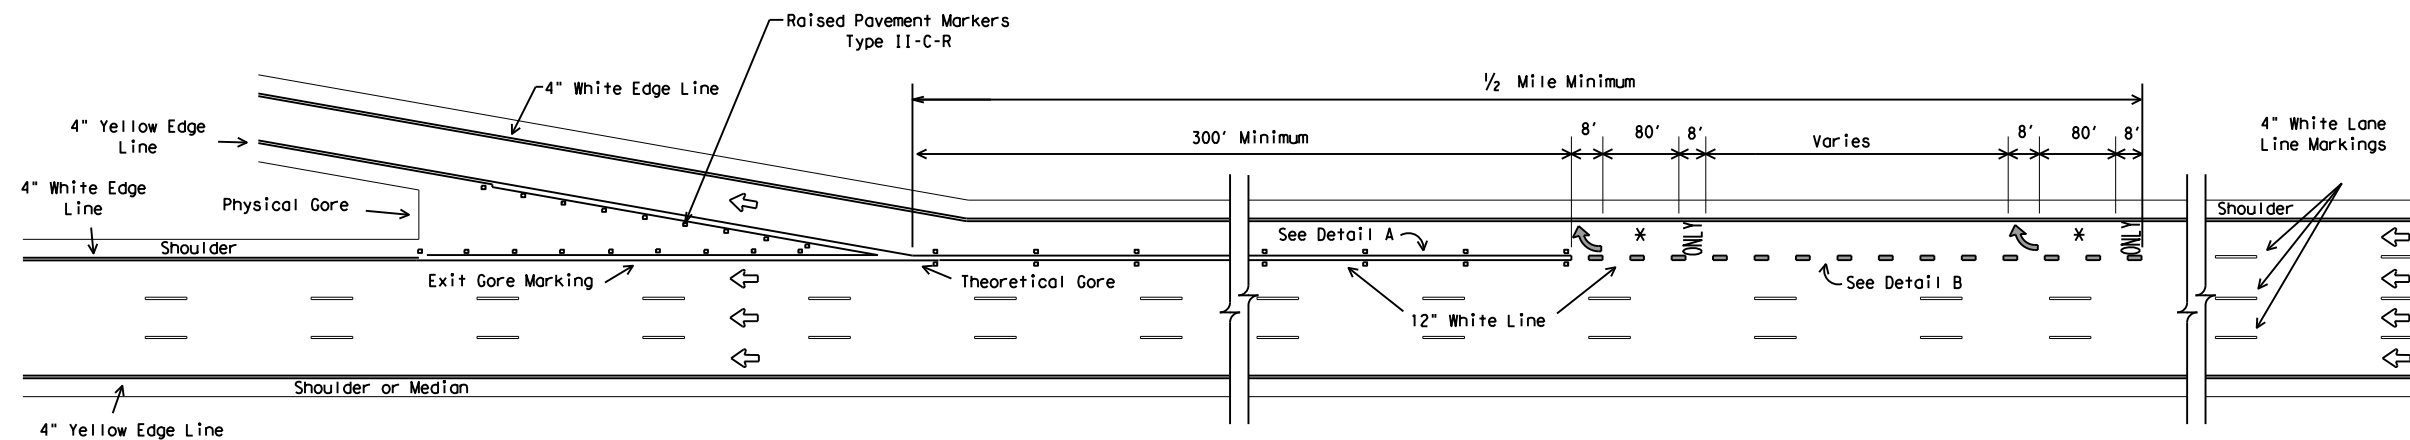 Raised Pavement Markers
Type II-C-R
4" White Edge Line
½ Mile Minimum
4" Yellow Edge
Line
300' Minimum
8'
80'
8'
Varies
8'
80'
8'
4" White Lane
Line Markings
4" White Edge
Line
Physical Gore
Shoulder
Shoulder
See Detail A
*
ONLY
*
ONLY
Exit Gore Marking
Theoretical Gore
See Detail B
12" White Line
Shoulder or Median
4" Yellow Edge Line